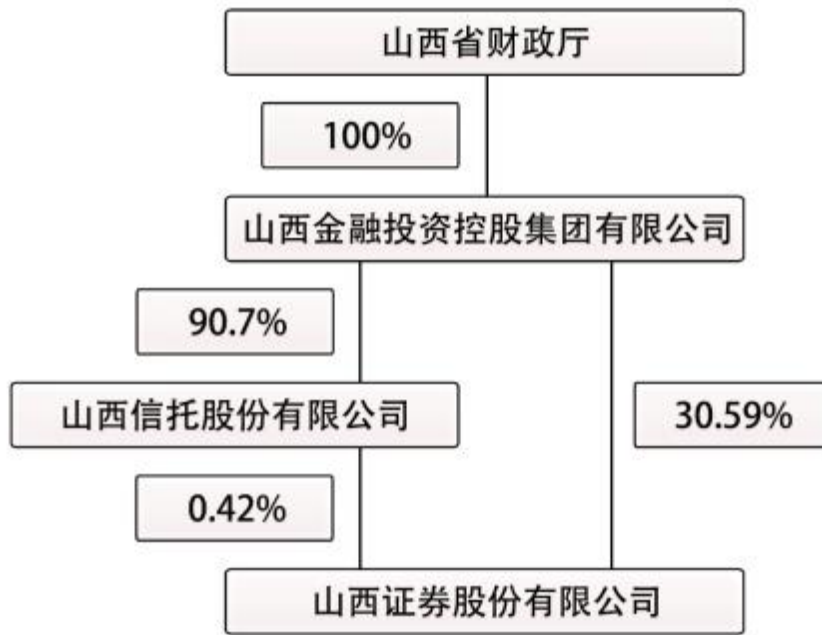 山西省财政厅
100%
山西金融投资控股集团有限公司
90.7%
山西信托股份有限公司
30.59%
0.42%
山西证券股份有限公司